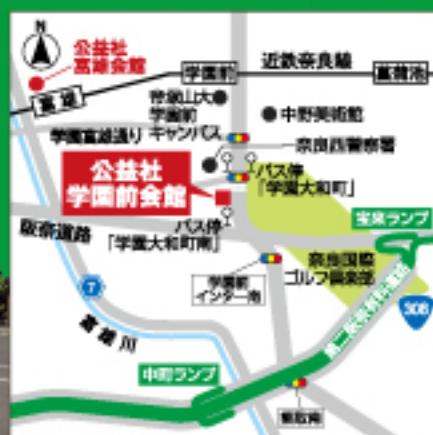 N
公益社
富雄会館
近鉄奈良線
学園前
菖蒲池
富雄
帝塚山大
学園前
キャンパス
中野美術館
学園富雄通り
奈良西警察署
公益社
学園前会館
バス停
「学園大和町」
阪奈道路
バス停
「学園大和町南」
宝来ランプ
奈良国際
ゴルフ倶楽部
学園前
インター南
7
308
富雄川
第二阪奈有料道路
中町ランプ